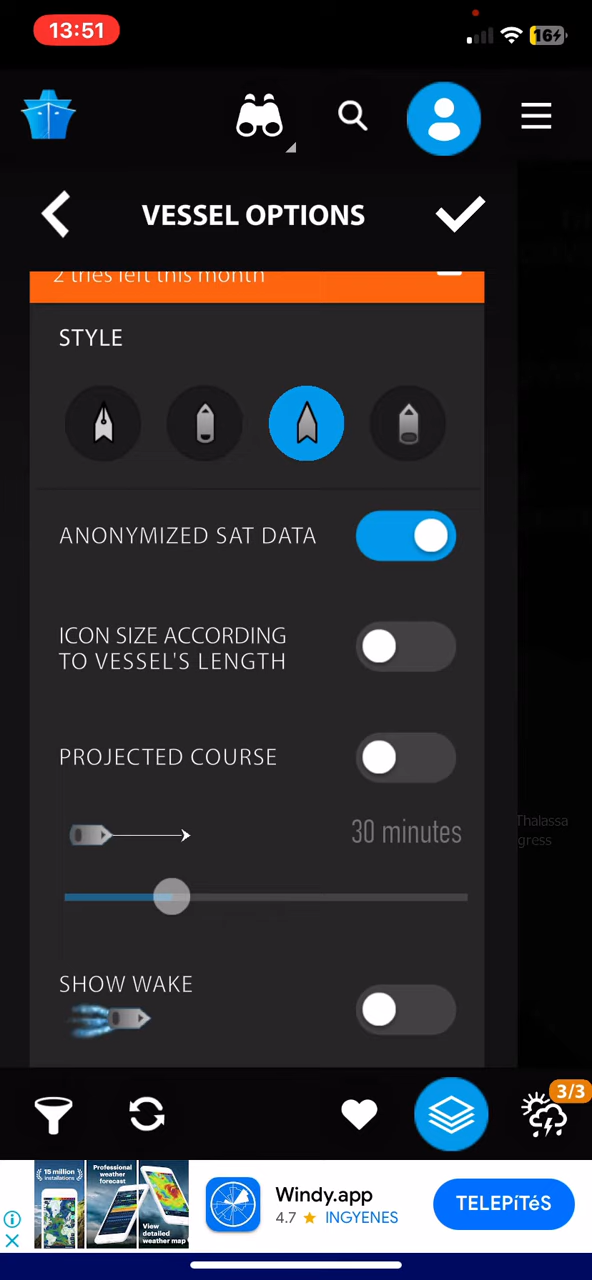 13:51
16
VESSEL OPTIONS
2 tries left this month
STYLE
ANONYMIZED SAT DATA
ICON SIZE ACCORDING
TO VESSEL'S LENGTH
PROJECTED COURSE
30 minutes
Thalassa
gress
SHOW WAKE
3/3
15 million
installations
Professional
weather
forecast
View
detailed
weather map
Windy.app
4.7 ★ INGYENES
TELEPíTéS